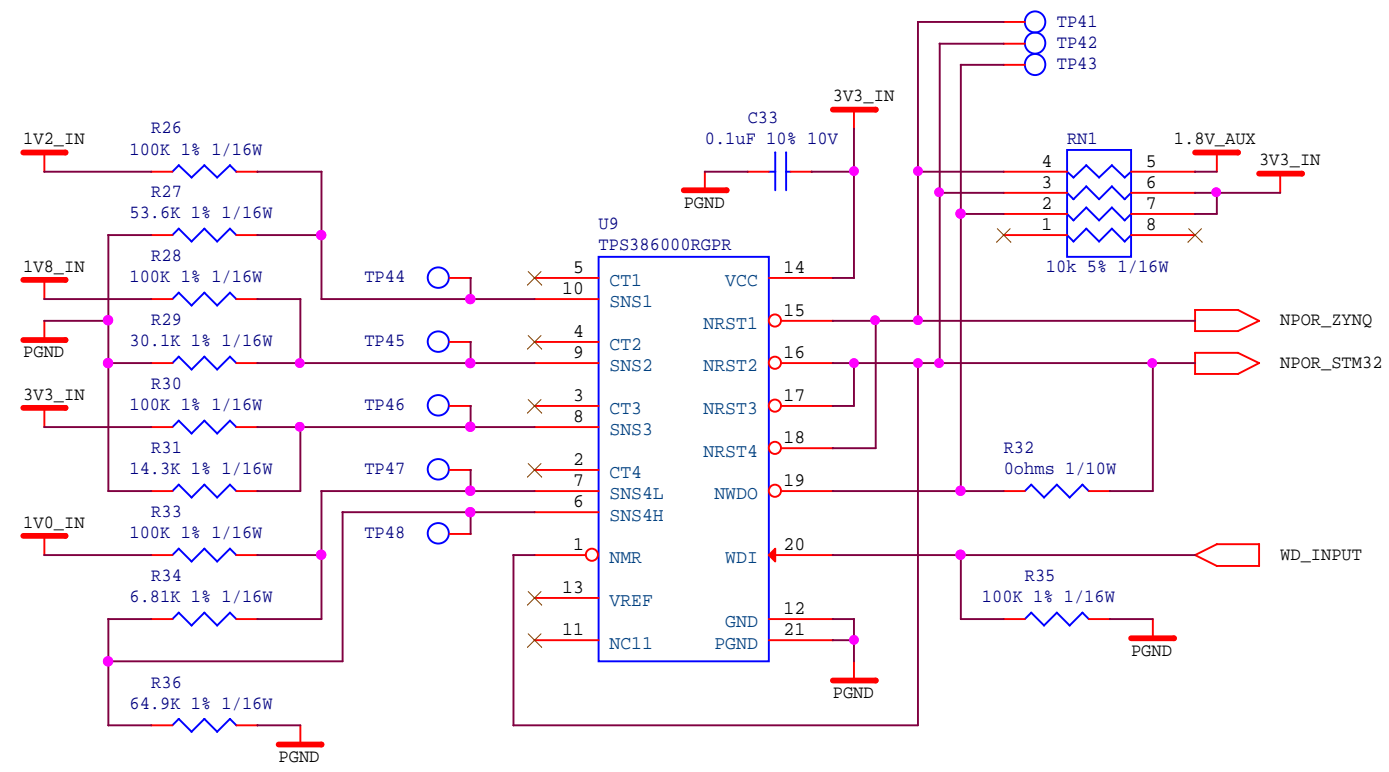 TP41
TP42
TP43
3V3_IN
C33
0.1uF 10% 10V
PGND
RN1
1.8V_AUX
3V3_IN
4 5
3 6
2 7
1 8
10k 5% 1/16W
1V2_IN
R26
100K 1% 1/16W
R27
53.6K 1% 1/16W
1V8_IN
R28
100K 1% 1/16W
PGND
R29
30.1K 1% 1/16W
3V3_IN
R30
100K 1% 1/16W
R31
14.3K 1% 1/16W
1V0_IN
R33
100K 1% 1/16W
R34
6.81K 1% 1/16W
R36
64.9K 1% 1/16W
PGND
TP44
TP45
TP46
TP47
TP48
U9
TPS386000RGPR
5 CT1
10 SNS1
4 CT2
9 SNS2
3 CT3
8 SNS3
2 CT4
7 SNS4L
6 SNS4H
1 NMR
13 VREF
11 NC11
VCC 14
NRST1 15
NRST2 16
NRST3 17
NRST4 18
NWDO 19
WDI 20
GND 12
PGND 21
PGND
NPOR_ZYNQ
NPOR_STM32
R32
0ohms 1/10W
WD_INPUT
R35
100K 1% 1/16W
PGND